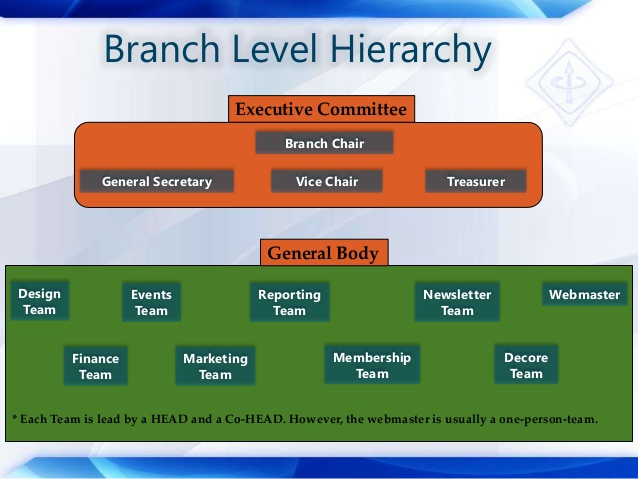 Branch Level Hierarchy
Executive Committee
Branch Chair
General Secretary
Vice Chair
Treasurer
General Body
Design
Team
Events
Team
Reporting
Team
Newsletter
Team
Webmaster
Finance
Team
Marketing
Team
Membership
Team
Decore
Team
* Each Team is lead by a HEAD and a Co-HEAD. However, the webmaster is usually a one-person-team.